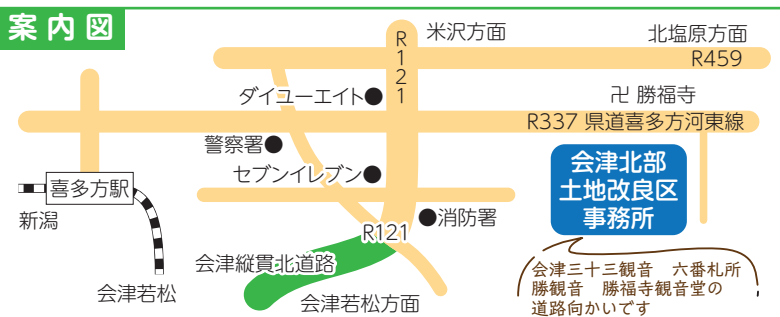 案内図
米沢方面
北塩原方面
R121
R459
ダイユーエイト●
卍 勝福寺
R337 県道喜多方河東線
警察署●
セブンイレブン●
会津北部
土地改良区
事務所
喜多方駅
新潟
●消防署
R121
会津縦貫北道路
会津若松
会津若松方面
会津三十三観音 六番札所
勝観音 勝福寺観音堂の
道路向かいです